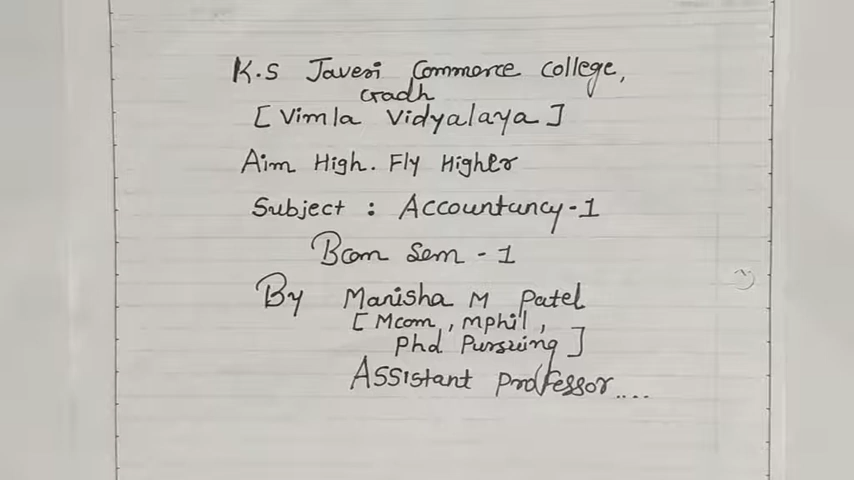 K.S Javeri Commerce College,
Gadh
[ Vimla Vidyalaya ]
Aim High. Fly Higher
Subject : Accountancy-1
Bcom Sem - 1
By Manisha M Patel
[ Mcom , Mphil ,
Phd Pursuing ]
Assistant Professor....